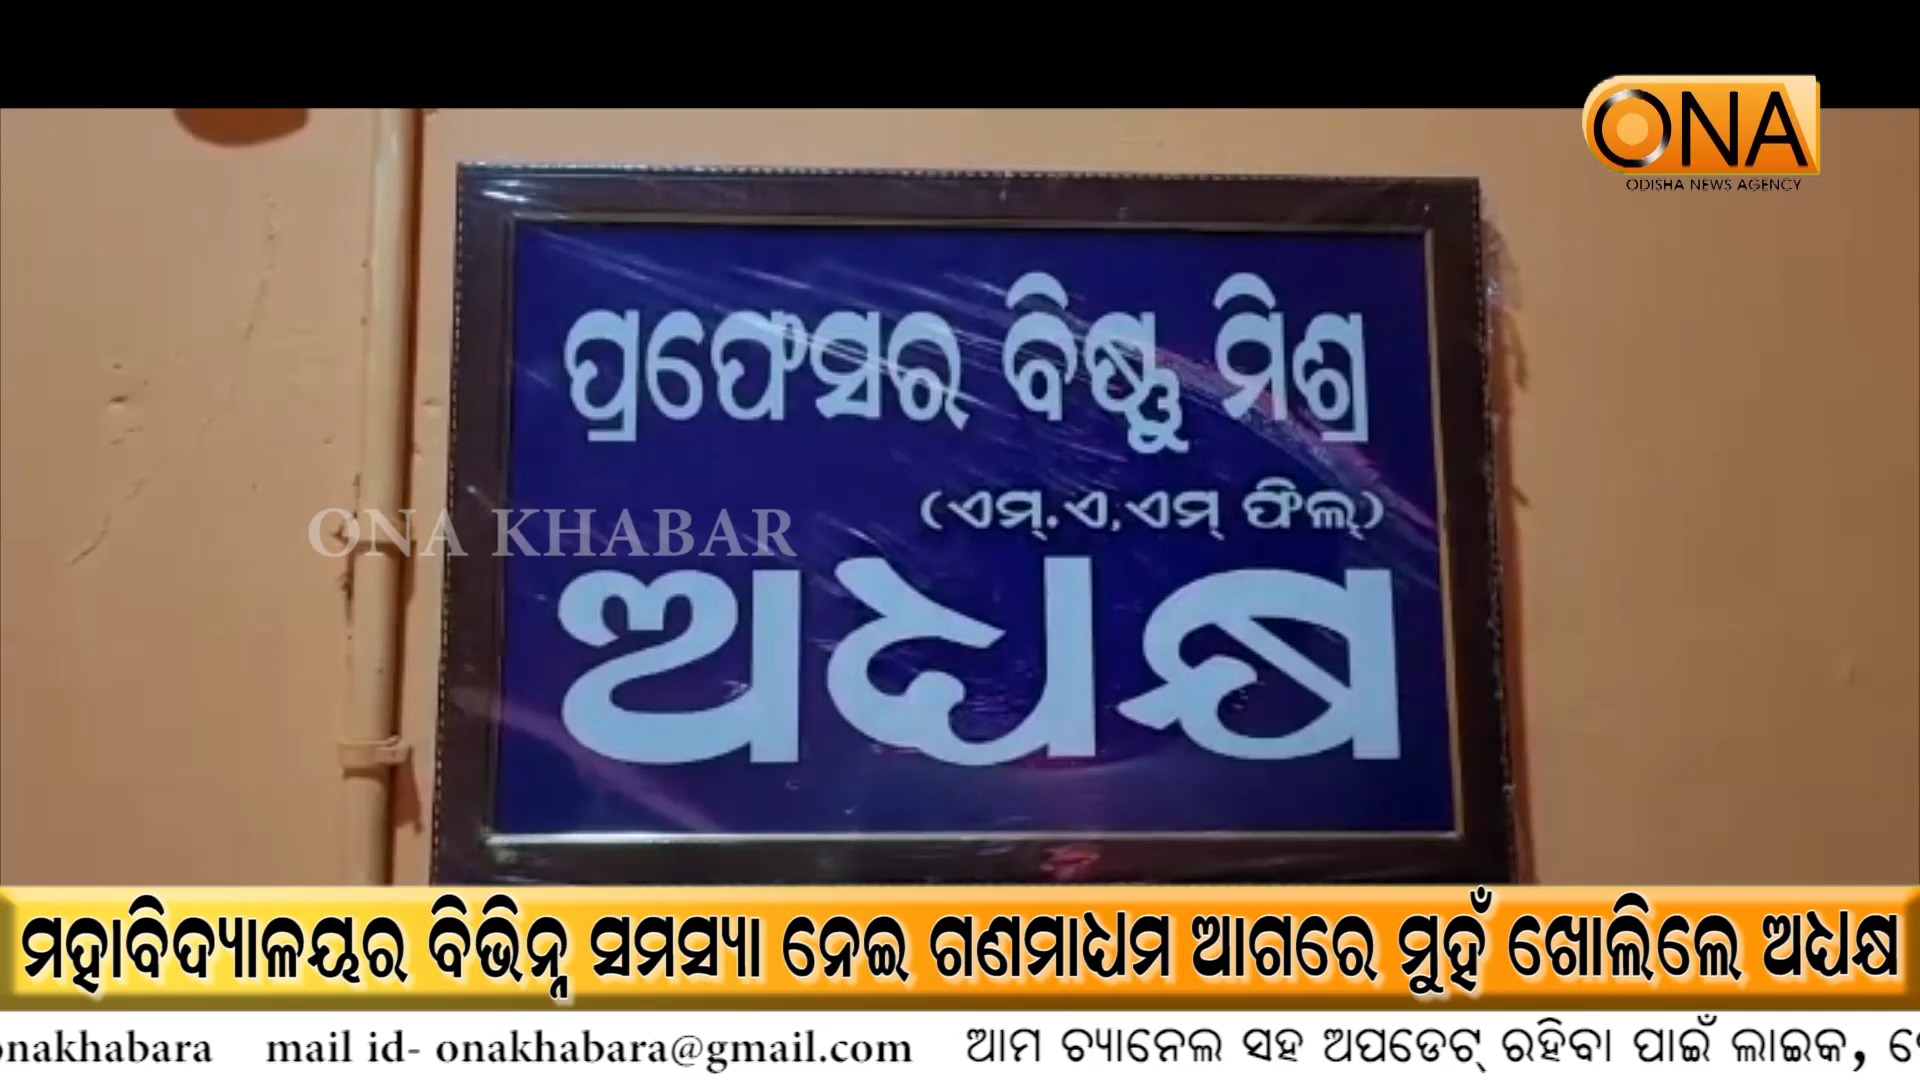 ONA
ODISHA NEWS AGENCY
ପ୍ରଫେସର ବିଷ୍ଣୁ ମିଶ୍ର
(ଏମ୍.ଏ,ଏମ୍ ଫିଲ୍)
ONA KHABAR
ଅଧ୍ୟକ୍ଷ
ମହାବିଦ୍ୟାଳୟର ବିଭିନ୍ନ ସମସ୍ୟା ନେଇ ଗଣମାଧ୍ୟମ ଆଗରେ ମୁହଁ ଖୋଲିଲେ ଅଧ୍ୟକ୍ଷ
onakhabara mail id- onakhabara@gmail.com ଆମ ଚ୍ୟାନେଲ ସହ ଅପଡେଟ୍ ରହିବା ପାଇଁ ଲାଇକ,